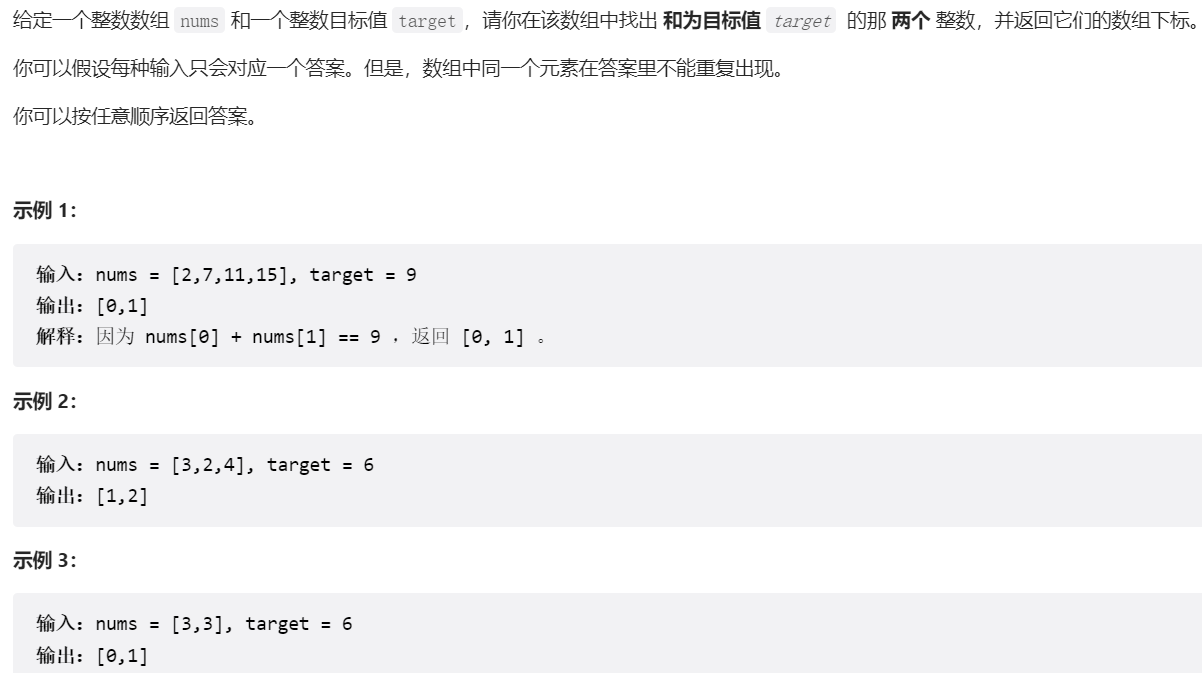 给定一个整数数组 nums 和一个整数目标值 target，请你在该数组中找出 和为目标值 target 的那 两个 整数，并返回它们的数组下标。
你可以假设每种输入只会对应一个答案。但是，数组中同一个元素在答案里不能重复出现。
你可以按任意顺序返回答案。
示例 1：
输入：nums = [2,7,11,15], target = 9
输出：[0,1]
解释：因为 nums[0] + nums[1] == 9 ，返回 [0, 1] 。
示例 2：
输入：nums = [3,2,4], target = 6
输出：[1,2]
示例 3：
输入：nums = [3,3], target = 6
输出：[0,1]